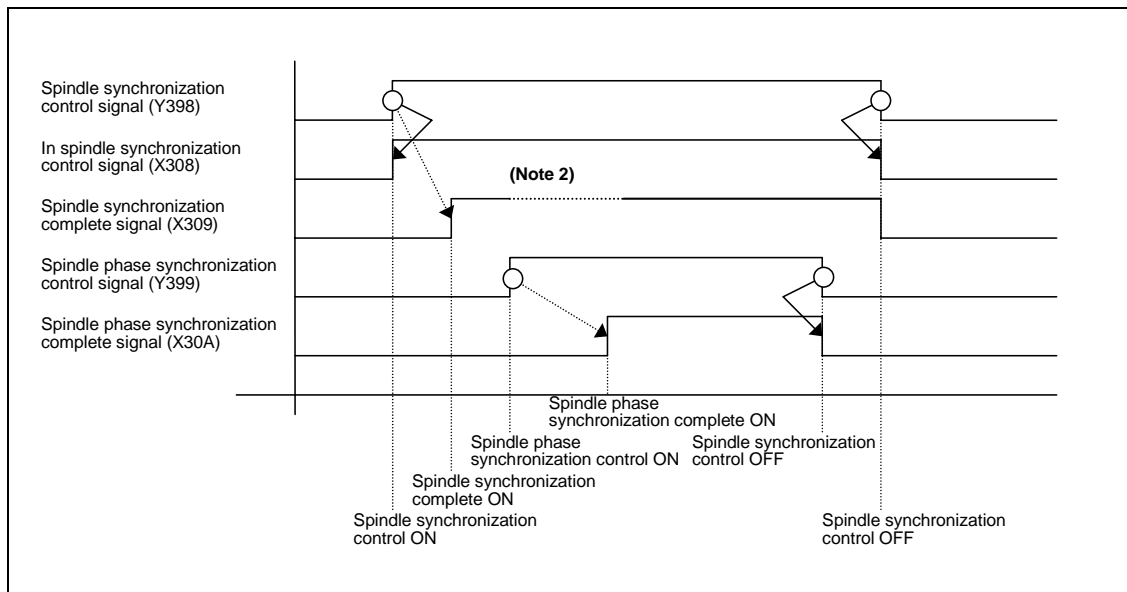 Spindle synchronization
control signal (Y398)
In spindle synchronization
control signal (X308)
(Note 2)
Spindle synchronization
complete signal (X309)
Spindle phase synchronization
control signal (Y399)
Spindle phase synchronization
complete signal (X30A)
Spindle phase
synchronization complete ON
Spindle phase
synchronization control ON
Spindle synchronization
control OFF
Spindle synchronization
complete ON
Spindle synchronization
control ON
Spindle synchronization
control OFF